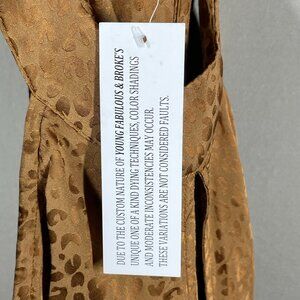 DUE TO THE CUSTOM NATURE OF YOUNG FABULOUS & BROKE'S
UNIQUE ONE OF A KIND DYING TECHNIQUES, COLOR SHADINGS
AND MODERATE INCONSISTENCIES MAY OCCUR.
THESE VARIATIONS ARE NOT CONSIDERED FAULTS.